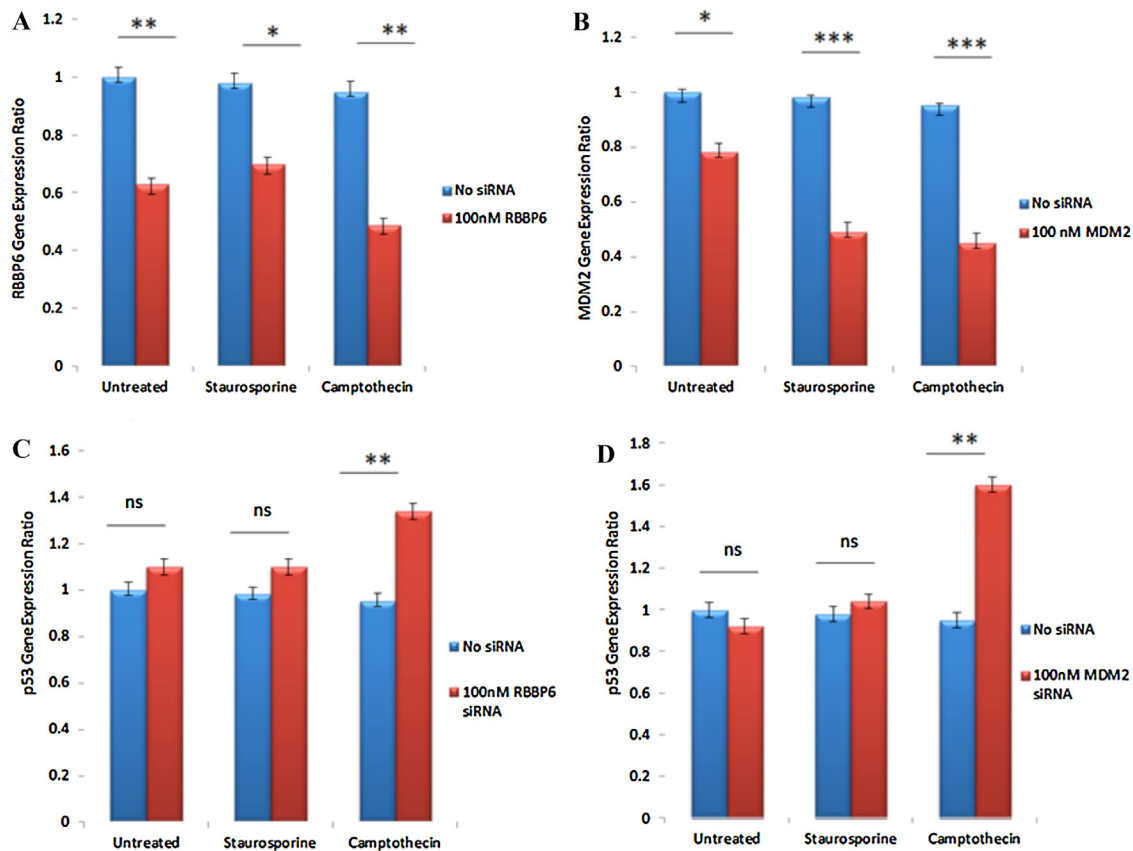 A
RBBP6 Gene Expression Ratio
1.2
1
0.8
0.6
0.4
0.2
0
**
*
**
Untreated
Staurosporine
Camptothecin
No siRNA
100nM RBBP6
B
MDM2 Gene Expression Ratio
1.2
1
0.8
0.6
0.4
0.2
0
*
***
***
Untreated
Staurosporine
Camptothecin
No siRNA
100 nM MDM2
C
p53 Gene Expression Ratio
1.6
1.4
1.2
1
0.8
0.6
0.4
0.2
0
ns
ns
**
Untreated
Staurosporine
Camptothecin
No siRNA
100nM RBBP6
siRNA
D
p53 Gene Expression Ratio
1.8
1.6
1.4
1.2
1
0.8
0.6
0.4
0.2
0
ns
ns
**
Untreated
Staurosporine
Camptothecin
No siRNA
100nM MDM2
siRNA